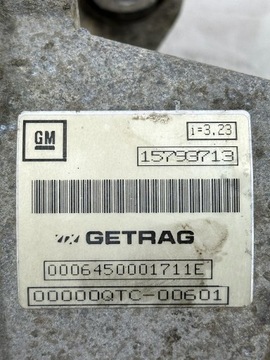 GM
i=3.23
15793713
GETRAG
0006450001711E
00000QTC-00601